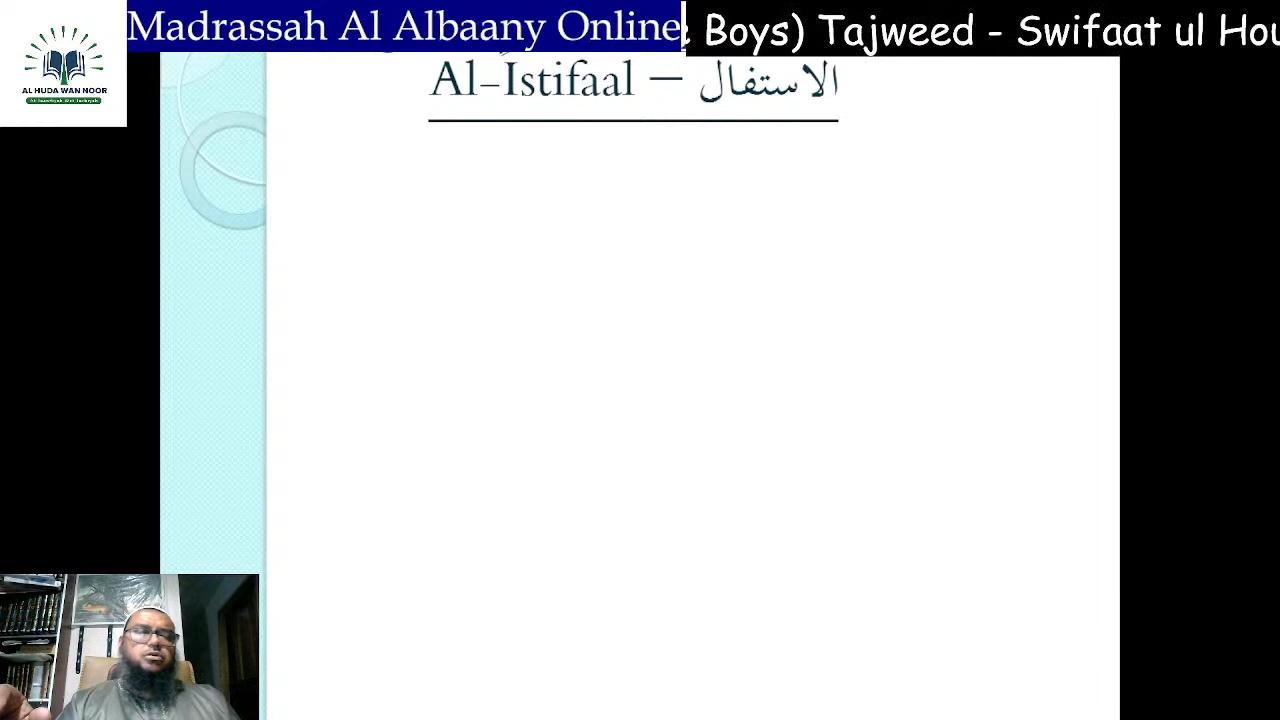 Madrassah Al Albaany Online
Boys) Tajweed - Swifaat ul Hou
AL HUDA WAN NOOR
Al-Istifaal – الاستفال